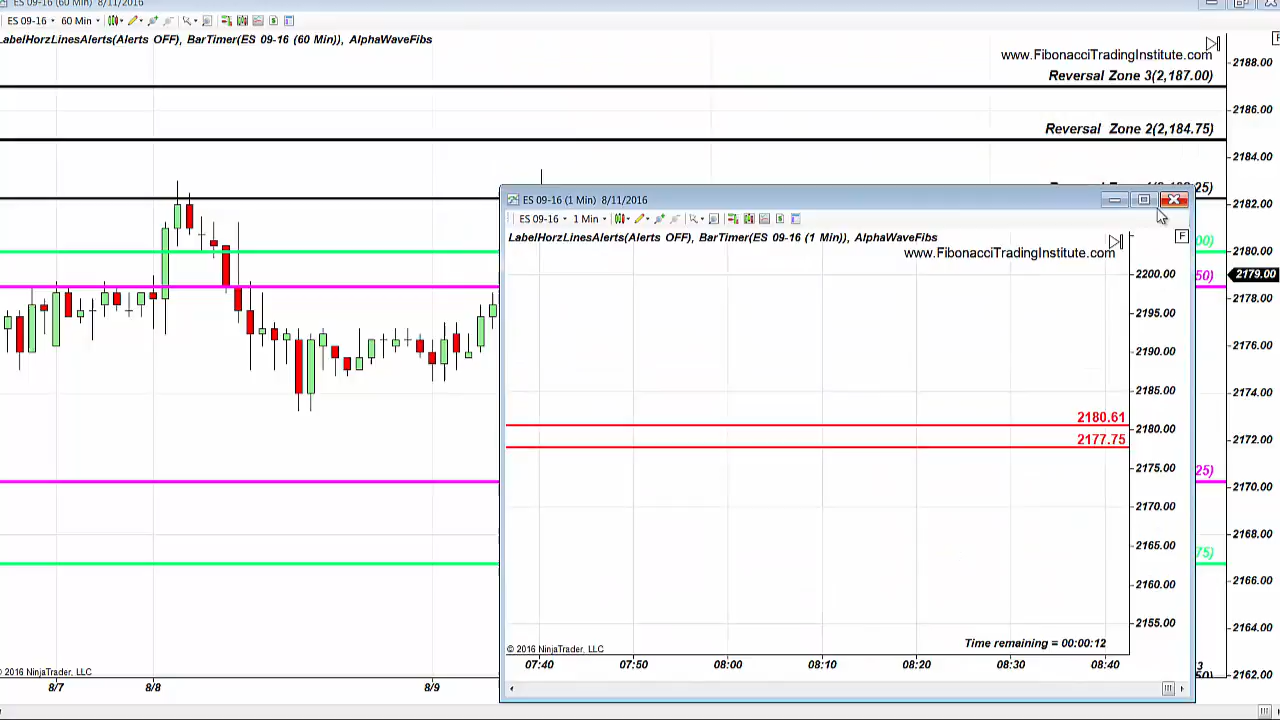 ES 09-16 (60 Min) 8/11/2016
ES 09-16 60 Min
LabelHorzLinesAlerts(Alerts OFF), BarTimer(ES 09-16 (60 Min)), AlphaWaveFibs
www.FibonacciTradingInstitute.com
F
2188.00
Reversal Zone 3(2,187.00)
2186.00
Reversal Zone 2(2,184.75)
2184.00
25)
2182.00
00)
2180.00
50)
2179.00
2178.00
2176.00
2174.00
2172.00
25)
2170.00
2168.00
75)
2166.00
2164.00
2162.00
ES 09-16 (1 Min) 8/11/2016
ES 09-16 1 Min
LabelHorzLinesAlerts(Alerts OFF), BarTimer(ES 09-16 (1 Min)), AlphaWaveFibs
www.FibonacciTradingInstitute.com
F
2200.00
2195.00
2190.00
2185.00
2180.61
2180.00
2177.75
2175.00
2170.00
2165.00
2160.00
2155.00
Time remaining = 00:00:12
© 2016 NinjaTrader, LLC
07:40 07:50 08:00 08:10 08:20 08:30 08:40
© 2016 NinjaTrader, LLC
8/7 8/8 8/9